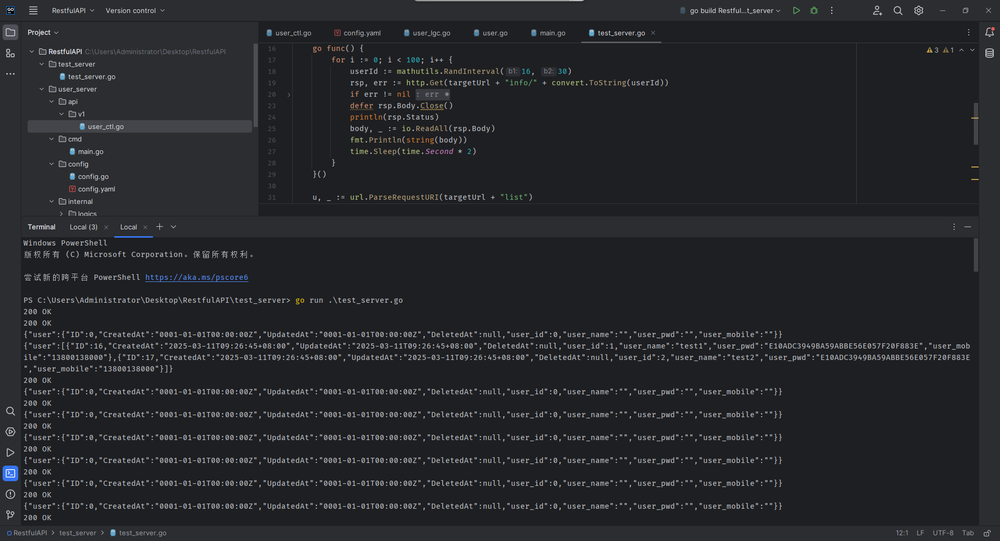 GO
RestfulAPI
Version control
go build Restful...t_server
Project
RestfulAPI C:\Users\Administrator\Desktop\RestfulAPI
test_server
test_server.go
user_server
api
v1
user_ctl.go
cmd
main.go
config
config.go
config.yaml
internal
logics
user_ctl.go
config.yaml
user_lgc.go
user.go
main.go
test_server.go
3 1
16 go func() {
17 for i := 0; i < 100; i++ {
18 userId := mathutils.RandInterval( b1: 16, b2: 30)
19 rsp, err := http.Get(targetUrl + "info/" + convert.ToString(userId))
20 if err != nil : err
23 defer rsp.Body.Close()
24 println(rsp.Status)
25 body, _ := io.ReadAll(rsp.Body)
26 fmt.Println(string(body))
27 time.Sleep(time.Second * 2)
28 }
29 }()
30
31 u, _ := url.ParseRequestURI(targetUrl + "list")
Terminal Local (3) Local
Windows PowerShell
版权所有 (C) Microsoft Corporation。保留所有权利。
尝试新的跨平台 PowerShell https://aka.ms/pscore6
PS C:\Users\Administrator\Desktop\RestfulAPI\test_server> go run .\test_server.go
200 OK
200 OK
{"user":{"ID":0,"CreatedAt":"0001-01-01T00:00:00Z","UpdatedAt":"0001-01-01T00:00:00Z","DeletedAt":null,"user_id":0,"user_name":"","user_pwd":"","user_mobile":""}}
{"user":[{"ID":16,"CreatedAt":"2025-03-11T09:26:45+08:00","UpdatedAt":"2025-03-11T09:26:45+08:00","DeletedAt":null,"user_id":1,"user_name":"test1","user_pwd":"E10ADC3949BA59ABBE56E057F20F883E","user_mob
ile":"13800138000"},{"ID":17,"CreatedAt":"2025-03-11T09:26:45+08:00","UpdatedAt":"2025-03-11T09:26:45+08:00","DeletedAt":null,"user_id":2,"user_name":"test2","user_pwd":"E10ADC3949BA59ABBE56E057F20F883E
","user_mobile":"13800138000"}]}
200 OK
{"user":{"ID":0,"CreatedAt":"0001-01-01T00:00:00Z","UpdatedAt":"0001-01-01T00:00:00Z","DeletedAt":null,"user_id":0,"user_name":"","user_pwd":"","user_mobile":""}}
200 OK
{"user":{"ID":0,"CreatedAt":"0001-01-01T00:00:00Z","UpdatedAt":"0001-01-01T00:00:00Z","DeletedAt":null,"user_id":0,"user_name":"","user_pwd":"","user_mobile":""}}
200 OK
{"user":{"ID":0,"CreatedAt":"0001-01-01T00:00:00Z","UpdatedAt":"0001-01-01T00:00:00Z","DeletedAt":null,"user_id":0,"user_name":"","user_pwd":"","user_mobile":""}}
200 OK
{"user":{"ID":0,"CreatedAt":"0001-01-01T00:00:00Z","UpdatedAt":"0001-01-01T00:00:00Z","DeletedAt":null,"user_id":0,"user_name":"","user_pwd":"","user_mobile":""}}
200 OK
{"user":{"ID":0,"CreatedAt":"0001-01-01T00:00:00Z","UpdatedAt":"0001-01-01T00:00:00Z","DeletedAt":null,"user_id":0,"user_name":"","user_pwd":"","user_mobile":""}}
200 OK
{"user":{"ID":0,"CreatedAt":"0001-01-01T00:00:00Z","UpdatedAt":"0001-01-01T00:00:00Z","DeletedAt":null,"user_id":0,"user_name":"","user_pwd":"","user_mobile":""}}
200 OK
RestfulAPI > test_server > test_server.go
12:1 LF UTF-8 Tab